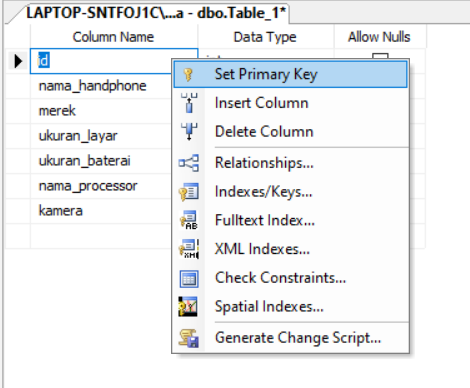 LAPTOP-SNTFOJ1C\...a - dbo.Table_1*
Column Name Data Type Allow Nulls
id
nama_handphone
merek
ukuran_layar
ukuran_baterai
nama_processor
kamera
Set Primary Key
Insert Column
Delete Column
Relationships...
Indexes/Keys...
Fulltext Index...
XML Indexes...
Check Constraints...
Spatial Indexes...
Generate Change Script...